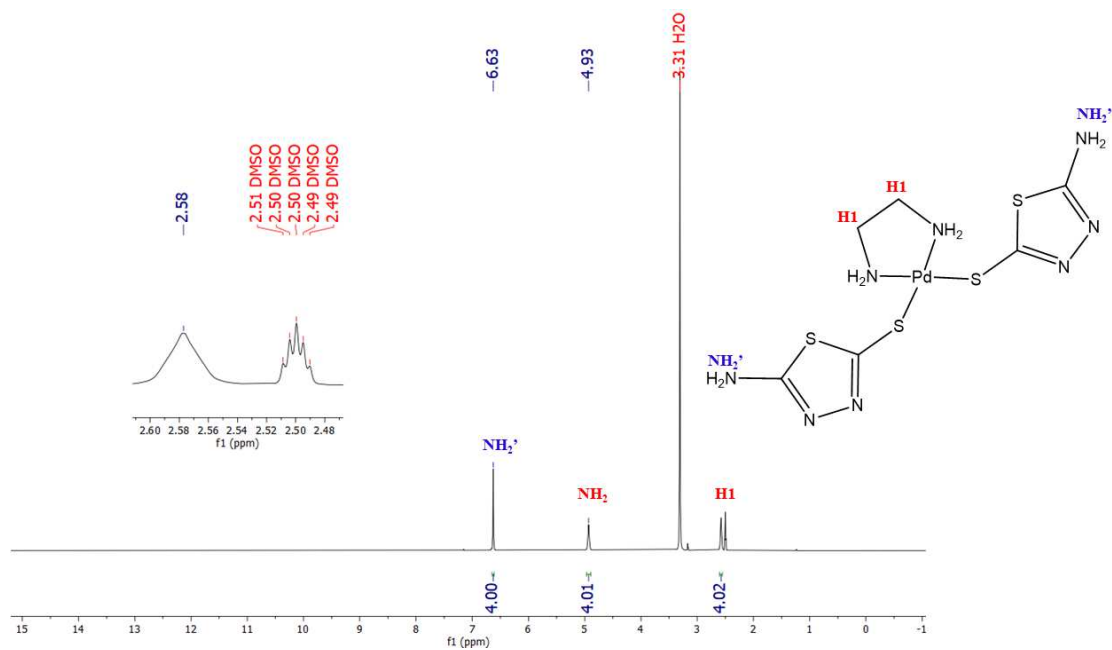 6.63
4.93
3.31 H2O
2.58
2.51 DMSO
2.50 DMSO
2.50 DMSO
2.49 DMSO
2.49 DMSO
2.60 2.58 2.56 2.54 2.52 2.50 2.48
f1 (ppm)
NH2'
NH2
S
N
N
H1
H1
NH2
H2N
Pd
S
S
S
NH2'
H2N
N
N
NH2'
NH2
H1
4.00
4.01
4.02
15 14 13 12 11 10 9 8 7 6 5 4 3 2 1 0 -1
f1 (ppm)